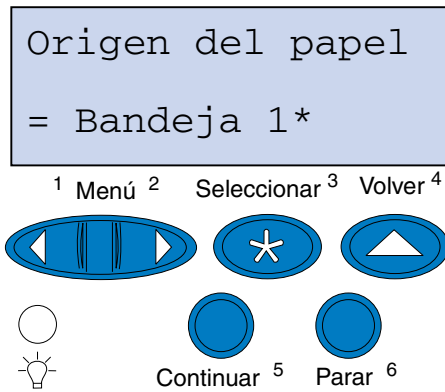 Origen del papel
= Bandeja 1*
1 Menú 2 Seleccionar 3 Volver 4
Continuar 5 Parar 6